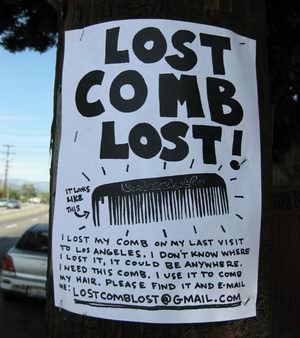 LOST
COMB
LOST!
IT LOOKS
LIKE
THIS
I LOST MY COMB ON MY LAST VISIT
TO LOS ANGELES. I DON'T KNOW WHERE
I LOST IT, IT COULD BE ANYWHERE.
I NEED THIS COMB, I USE IT TO COMB
MY HAIR. PLEASE FIND IT AND E-MAIL
ME: LOSTCOMBLOST@GMAIL.COM